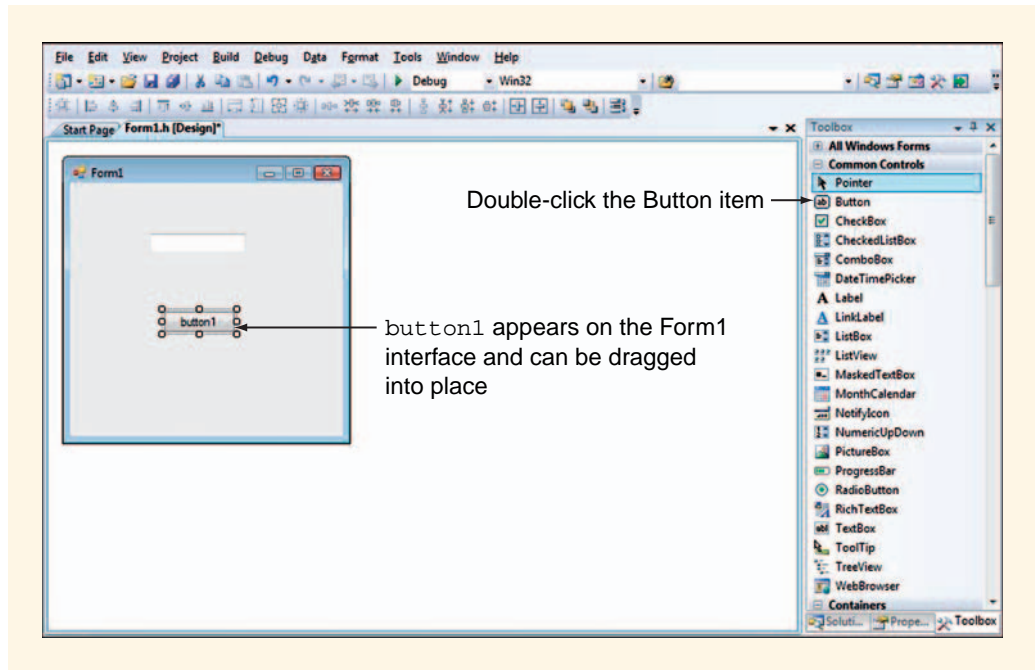 File Edit View Project Build Debug Data Format Tools Window Help
Debug Win32
Start Page Form1.h [Design]*
Toolbox
Form1
button1
Double-click the Button item
button1 appears on the Form1
interface and can be dragged
into place
All Windows Forms
Common Controls
Pointer
Button
CheckBox
CheckedListBox
ComboBox
DateTimePicker
Label
LinkLabel
ListBox
ListView
MaskedTextBox
MonthCalendar
NotifyIcon
NumericUpDown
PictureBox
ProgressBar
RadioButton
RichTextBox
TextBox
ToolTip
TreeView
WebBrowser
Containers
Soluti... Prope... Toolbox